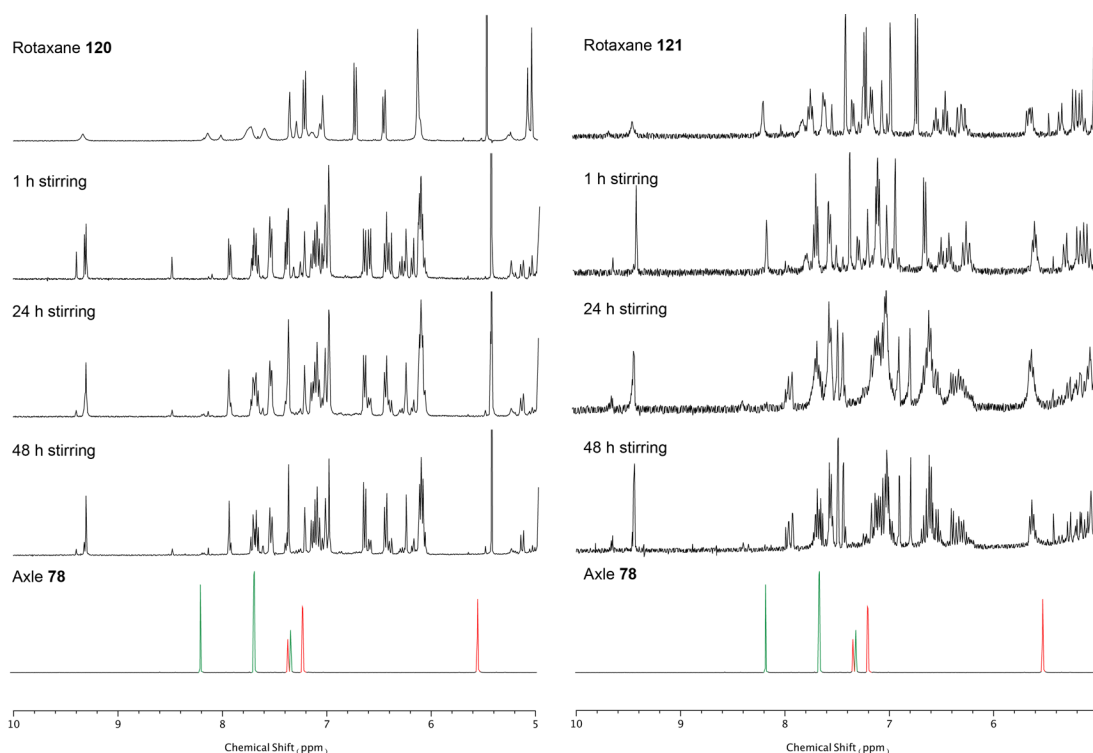 Rotaxane 120
1 h stirring
24 h stirring
48 h stirring
Axle 78
10 9 8 7 6 5
Chemical Shift (ppm)
Rotaxane 121
1 h stirring
24 h stirring
48 h stirring
Axle 78
10 9 8 7 6
Chemical Shift (ppm)